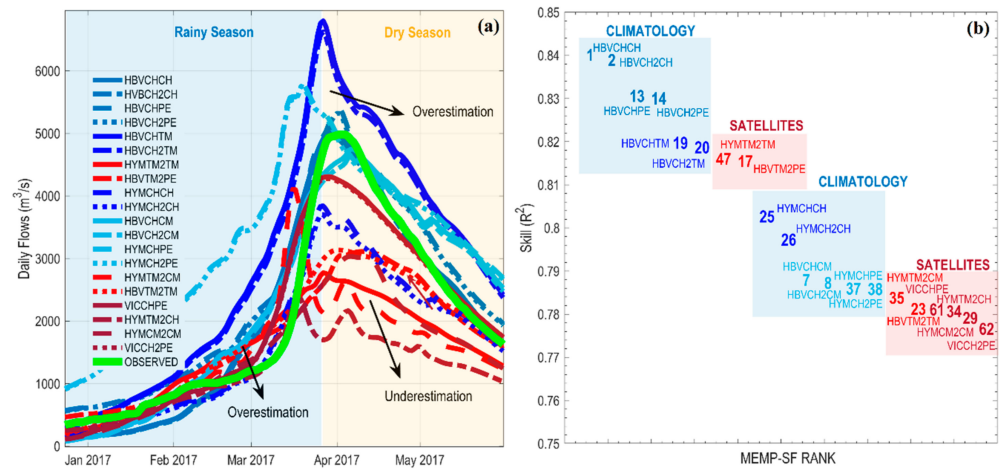 (a)
Rainy Season
Dry Season
Daily Flows (m³/s)
6000
5000
4000
3000
2000
1000
0
HBVCHCH
HVBCH2CH
HBVCHPE
HBVCH2PE
HBVCHTM
HBVCH2TM
HYMTM2TM
HBVTM2PE
HYMCHCH
HYMCH2CH
HBVCHCM
HBVCH2CM
HYMCHPE
HYMCH2PE
HYMTM2CM
HBVTM2TM
VICCHPE
HYMTM2CH
HYMCM2CM
VICCH2PE
OBSERVED
Overestimation
Overestimation
Underestimation
Jan 2017
Feb 2017
Mar 2017
Apr 2017
May 2017
(b)
Skill (R²)
0.85
0.84
0.83
0.82
0.81
0.8
0.79
0.78
0.77
0.76
0.75
CLIMATOLOGY
1 HBVCHCH
2 HBVCH2CH
13 14
HBVCHPE HBVCH2PE
HBVCHTM 19 20
HBVCH2TM
SATELLITES
HYMTM2TM
47 17
HBVTM2PE
CLIMATOLOGY
25 HYMCHCH
26 HYMCH2CH
HBVCHCM HYMCHPE
7 8 37 38
HBVCH2CM
HYMCH2PE
SATELLITES
HYMTM2CM
VICCHPE
35 HYMTM2CH
23 61 34 29
HBVTM2TM
HYMCM2CM 62
VICCH2PE
MEMP-SF RANK